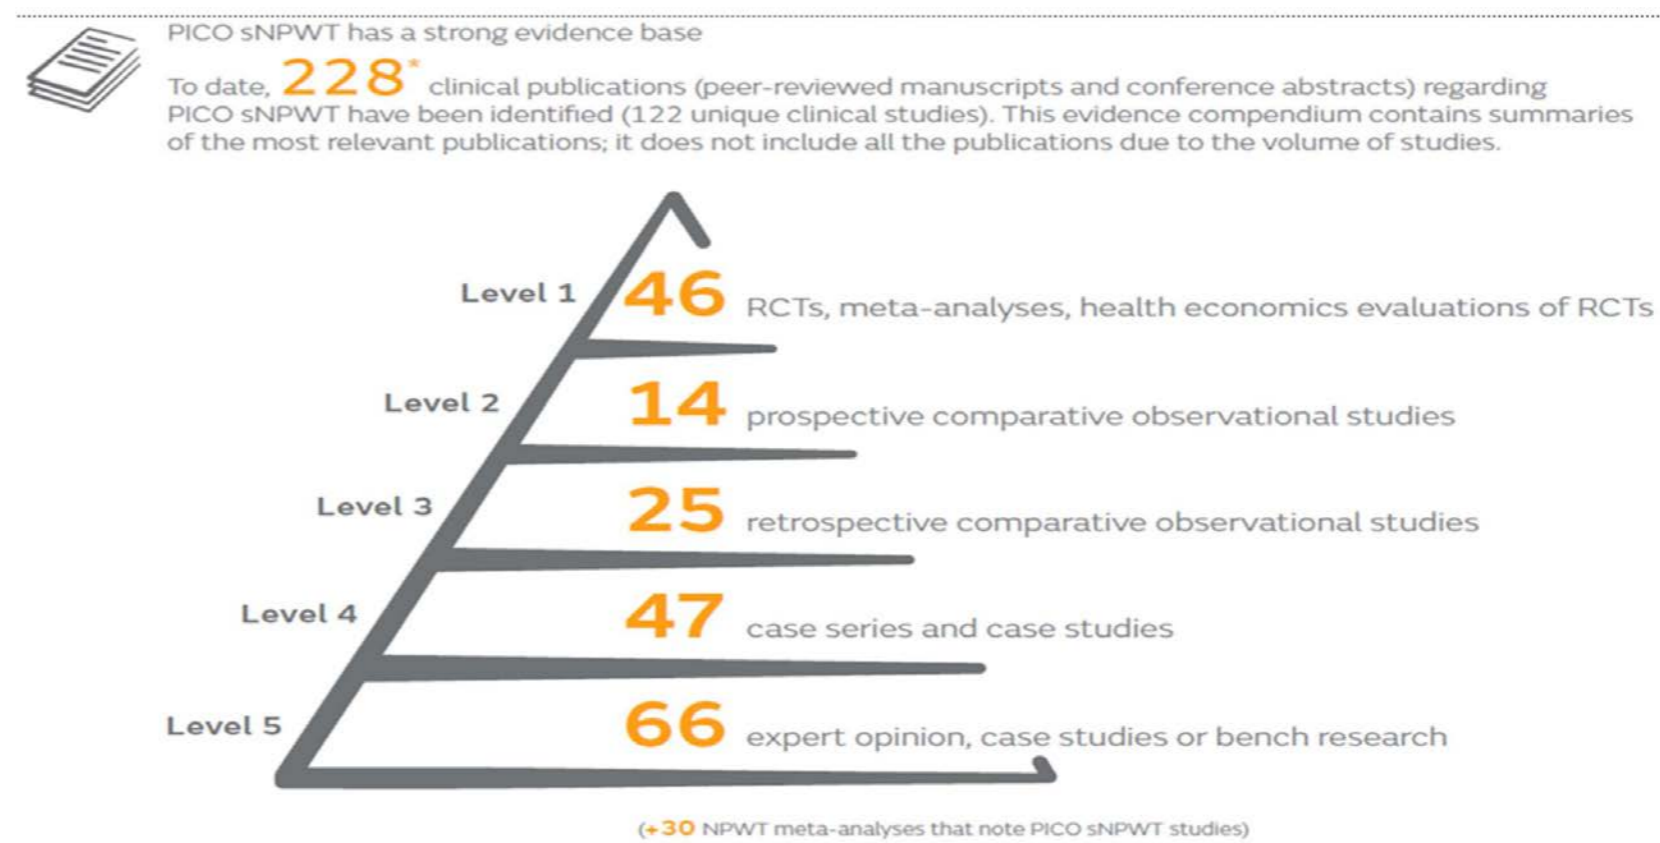 PICO sNPWT has a strong evidence base
To date, 228* clinical publications (peer-reviewed manuscripts and conference abstracts) regarding
PICO sNPWT have been identified (122 unique clinical studies). This evidence compendium contains summaries
of the most relevant publications; it does not include all the publications due to the volume of studies.
Level 1 46 RCTs, meta-analyses, health economics evaluations of RCTs
Level 2 14 prospective comparative observational studies
Level 3 25 retrospective comparative observational studies
Level 4 47 case series and case studies
Level 5 66 expert opinion, case studies or bench research
(+30 NPWT meta-analyses that note PICO sNPWT studies)